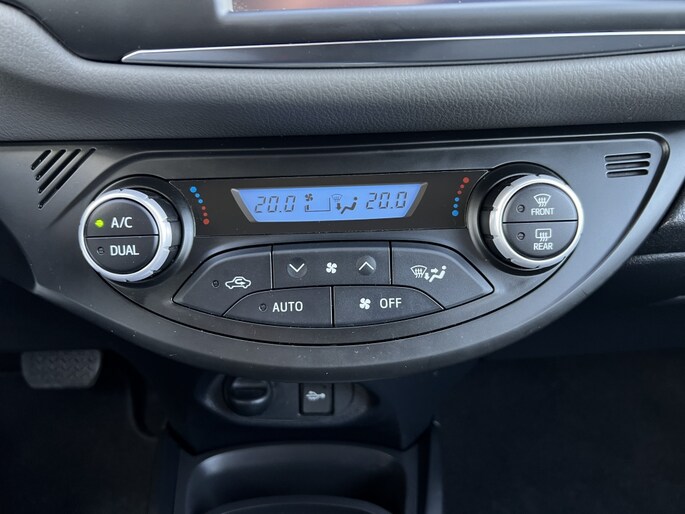 A/C
DUAL
20.0 20.0
FRONT
REAR
AUTO
OFF